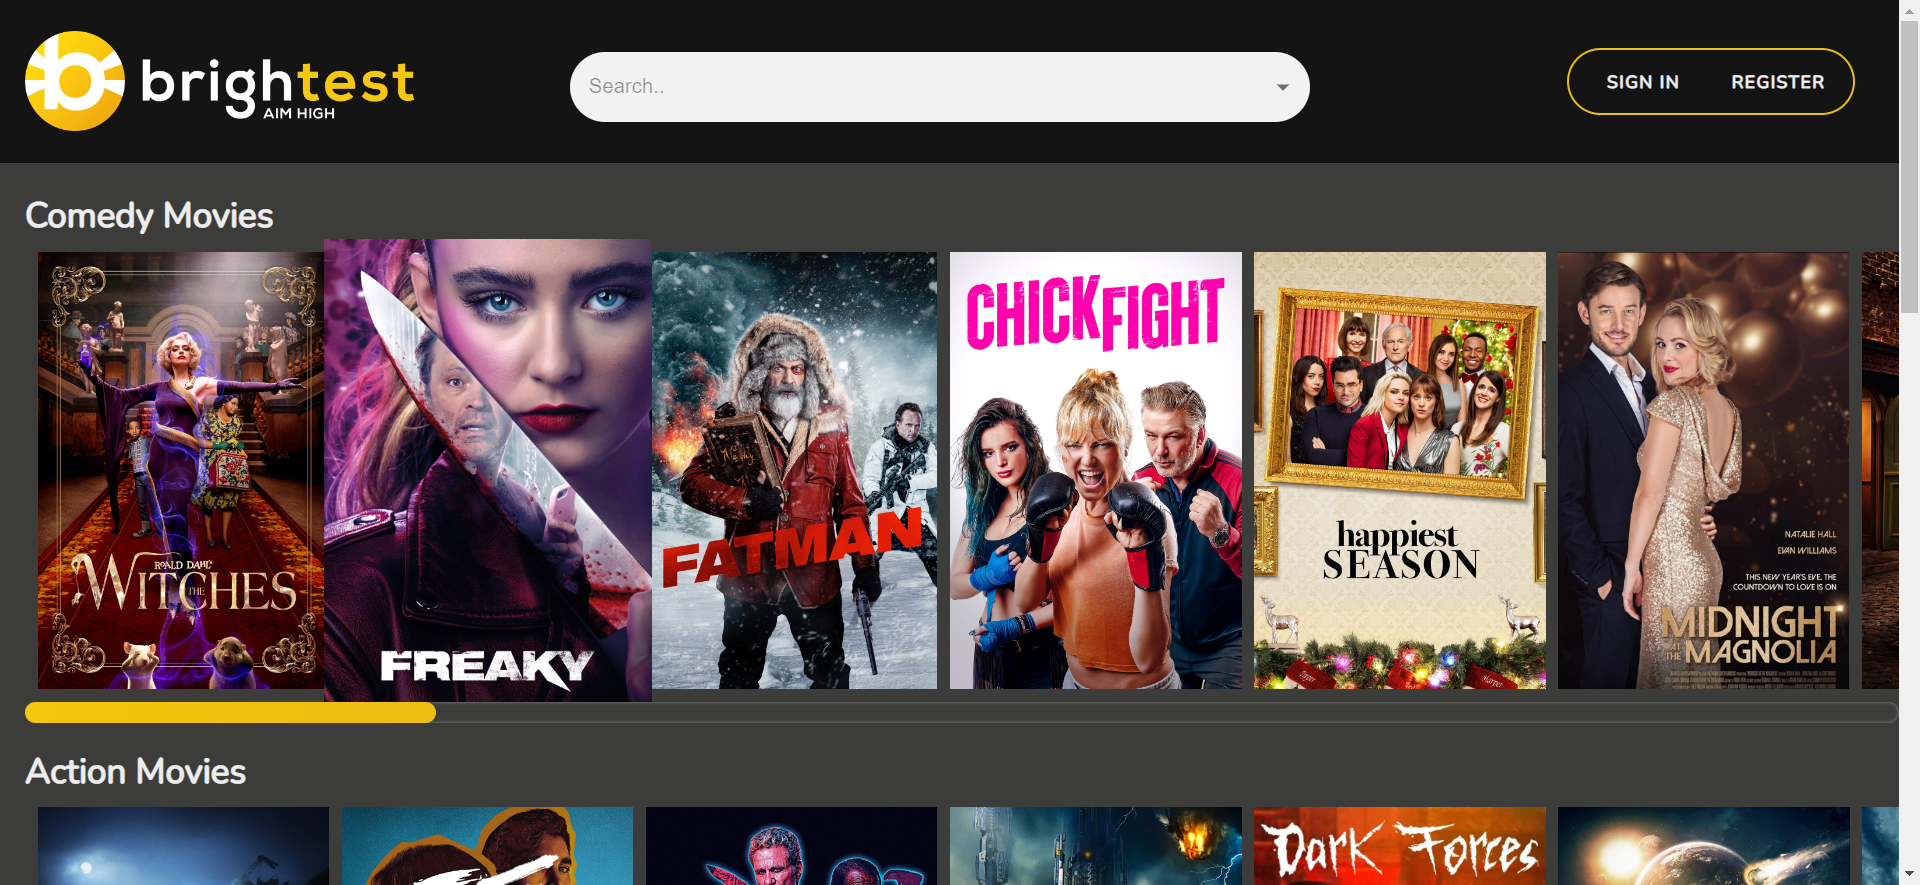 brightest
AIM HIGH
Search..
SIGN IN
REGISTER
Comedy Movies
ROALD DAHL'S
THE WITCHES
FREAKY
Naughty
FATMAN
CHICK FIGHT
happiest
SEASON
Harper
NATALIE HALL
EVAN WILLIAMS
THIS NEW YEAR'S EVE, THE
COUNTDOWN TO LOVE IS ON
MIDNIGHT
AT THE MAGNOLIA
Action Movies
Dark Forces